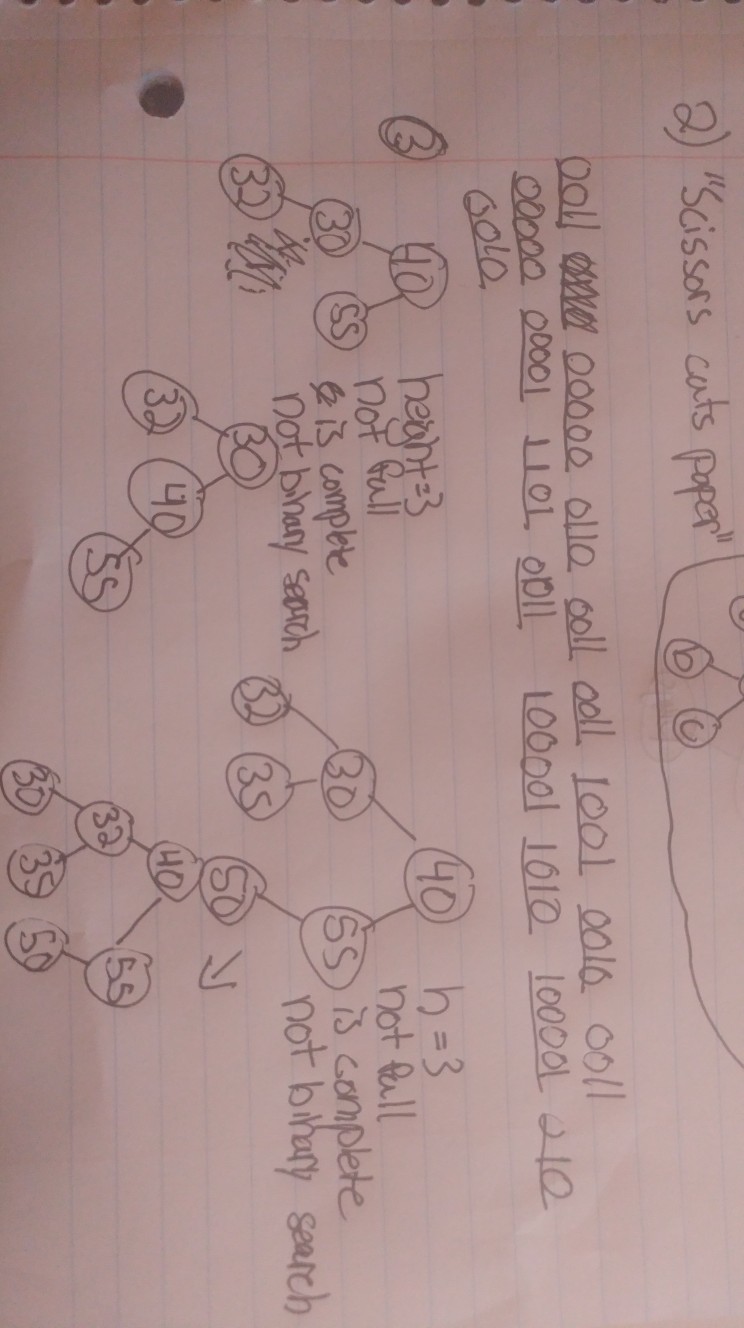 2) "Scissors cuts paper"
b c
0011 00000 0110 0011 0011 1001 0010 0011
00000 00001 1101 0011 10001 1010 10001 010
0010
3
40
30 55
32
height=3
not full
is complete
not binary search
30
32 40
55
40
30 55
32 35 50
h=3
not full
is complete
not binary search
40
32 55
30 35 50